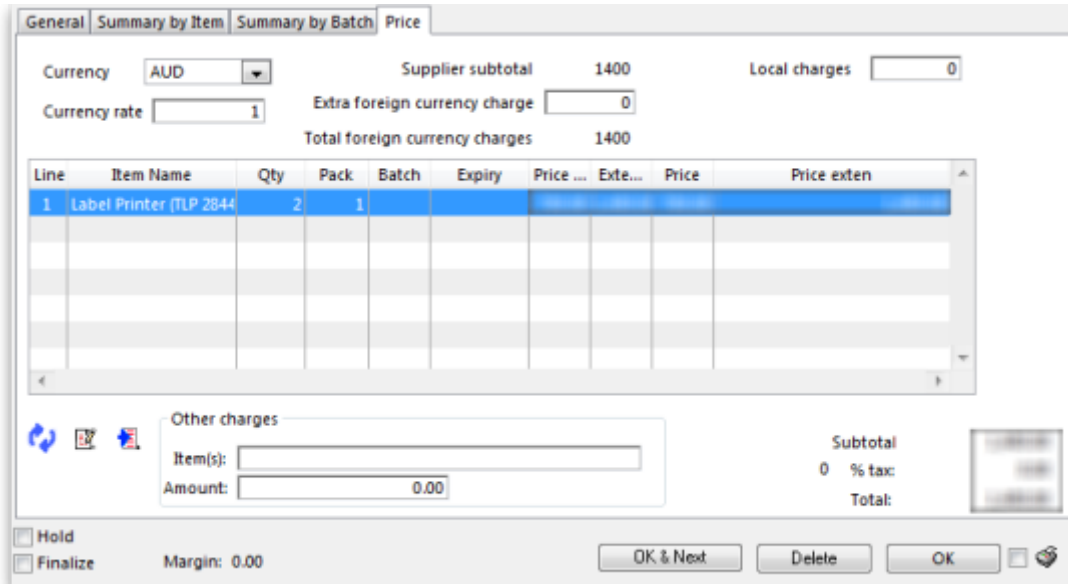 General Summary by Item Summary by Batch Price
Currency AUD Supplier subtotal 1400 Local charges 0
Currency rate 1 Extra foreign currency charge 0
Total foreign currency charges 1400
Line Item Name Qty Pack Batch Expiry Price ... Exte... Price Price exten
1 Label Printer (TLP 2844 2 1
Other charges
Item(s):
Amount: 0.00
Subtotal
0 % tax:
Total:
Hold
Finalize Margin: 0.00 OK & Next Delete OK